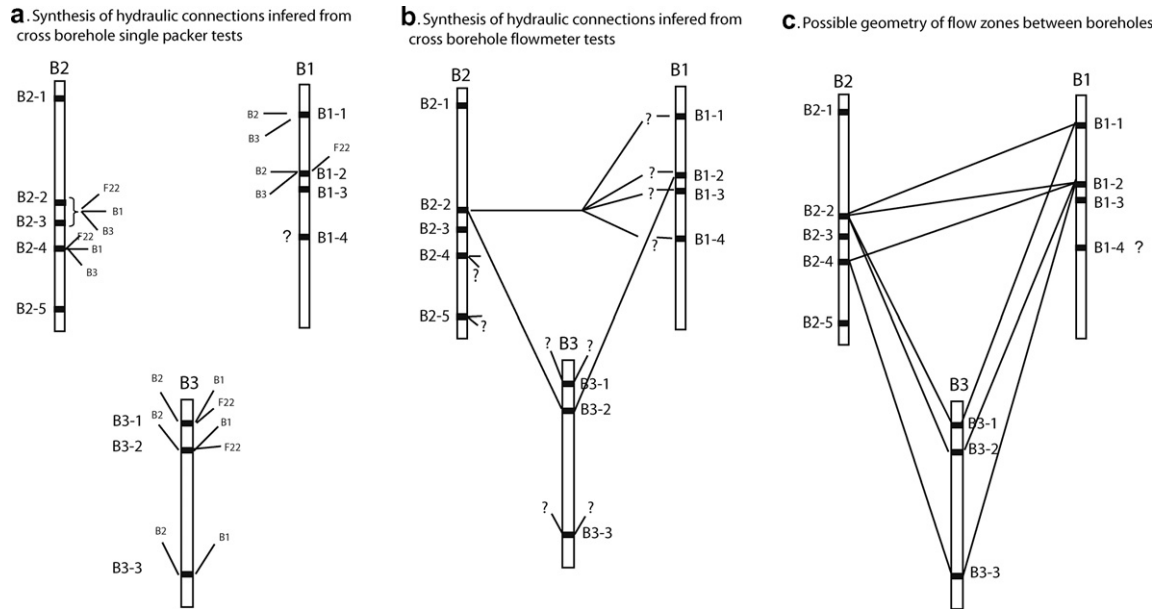 a. Synthesis of hydraulic connections infered from
cross borehole single packer tests
B2
B1
B2-1
B2
B1-1
B3
F22
B2
B1-2
B3
B1-3
B2-2
F22
B1
B2-3
B3
F22
B2-4
B1
B3
? B1-4
B2-5
B3
B2
B1
F22
B3-1
B2
B1
B3-2
F22
B2
B1
B3-3
b. Synthesis of hydraulic connections infered from
cross borehole flowmeter tests
B2
B1
B2-1
? B1-1
? B1-2
? B1-3
B2-2
B2-3
? B1-4
B2-4
?
B2-5
?
B3
? ?
B3-1
B3-2
? ?
B3-3
c. Possible geometry of flow zones between boreholes
B2
B1
B2-1
B1-1
B1-2
B1-3
B2-2
B2-3
B1-4 ?
B2-4
B2-5
B3
B3-1
B3-2
B3-3